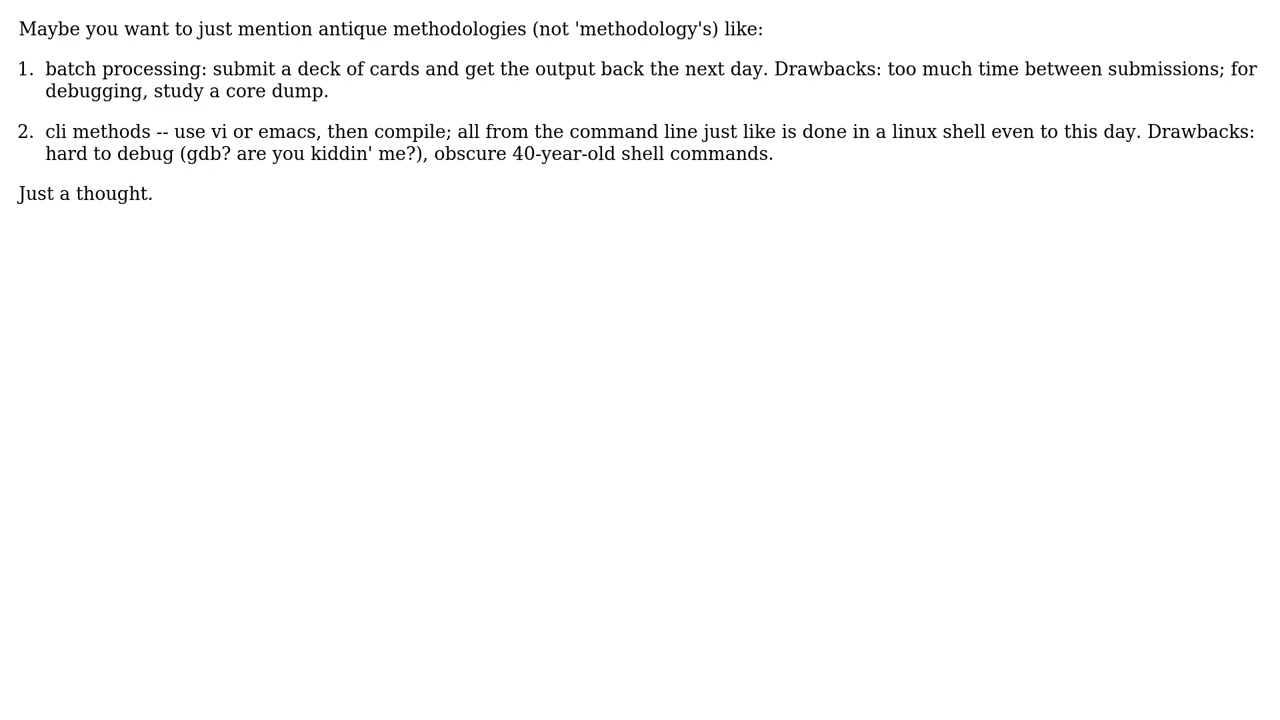 Maybe you want to just mention antique methodologies (not 'methodology's) like:
1. batch processing: submit a deck of cards and get the output back the next day. Drawbacks: too much time between submissions; for
debugging, study a core dump.
2. cli methods -- use vi or emacs, then compile; all from the command line just like is done in a linux shell even to this day. Drawbacks:
hard to debug (gdb? are you kiddin' me?), obscure 40-year-old shell commands.
Just a thought.